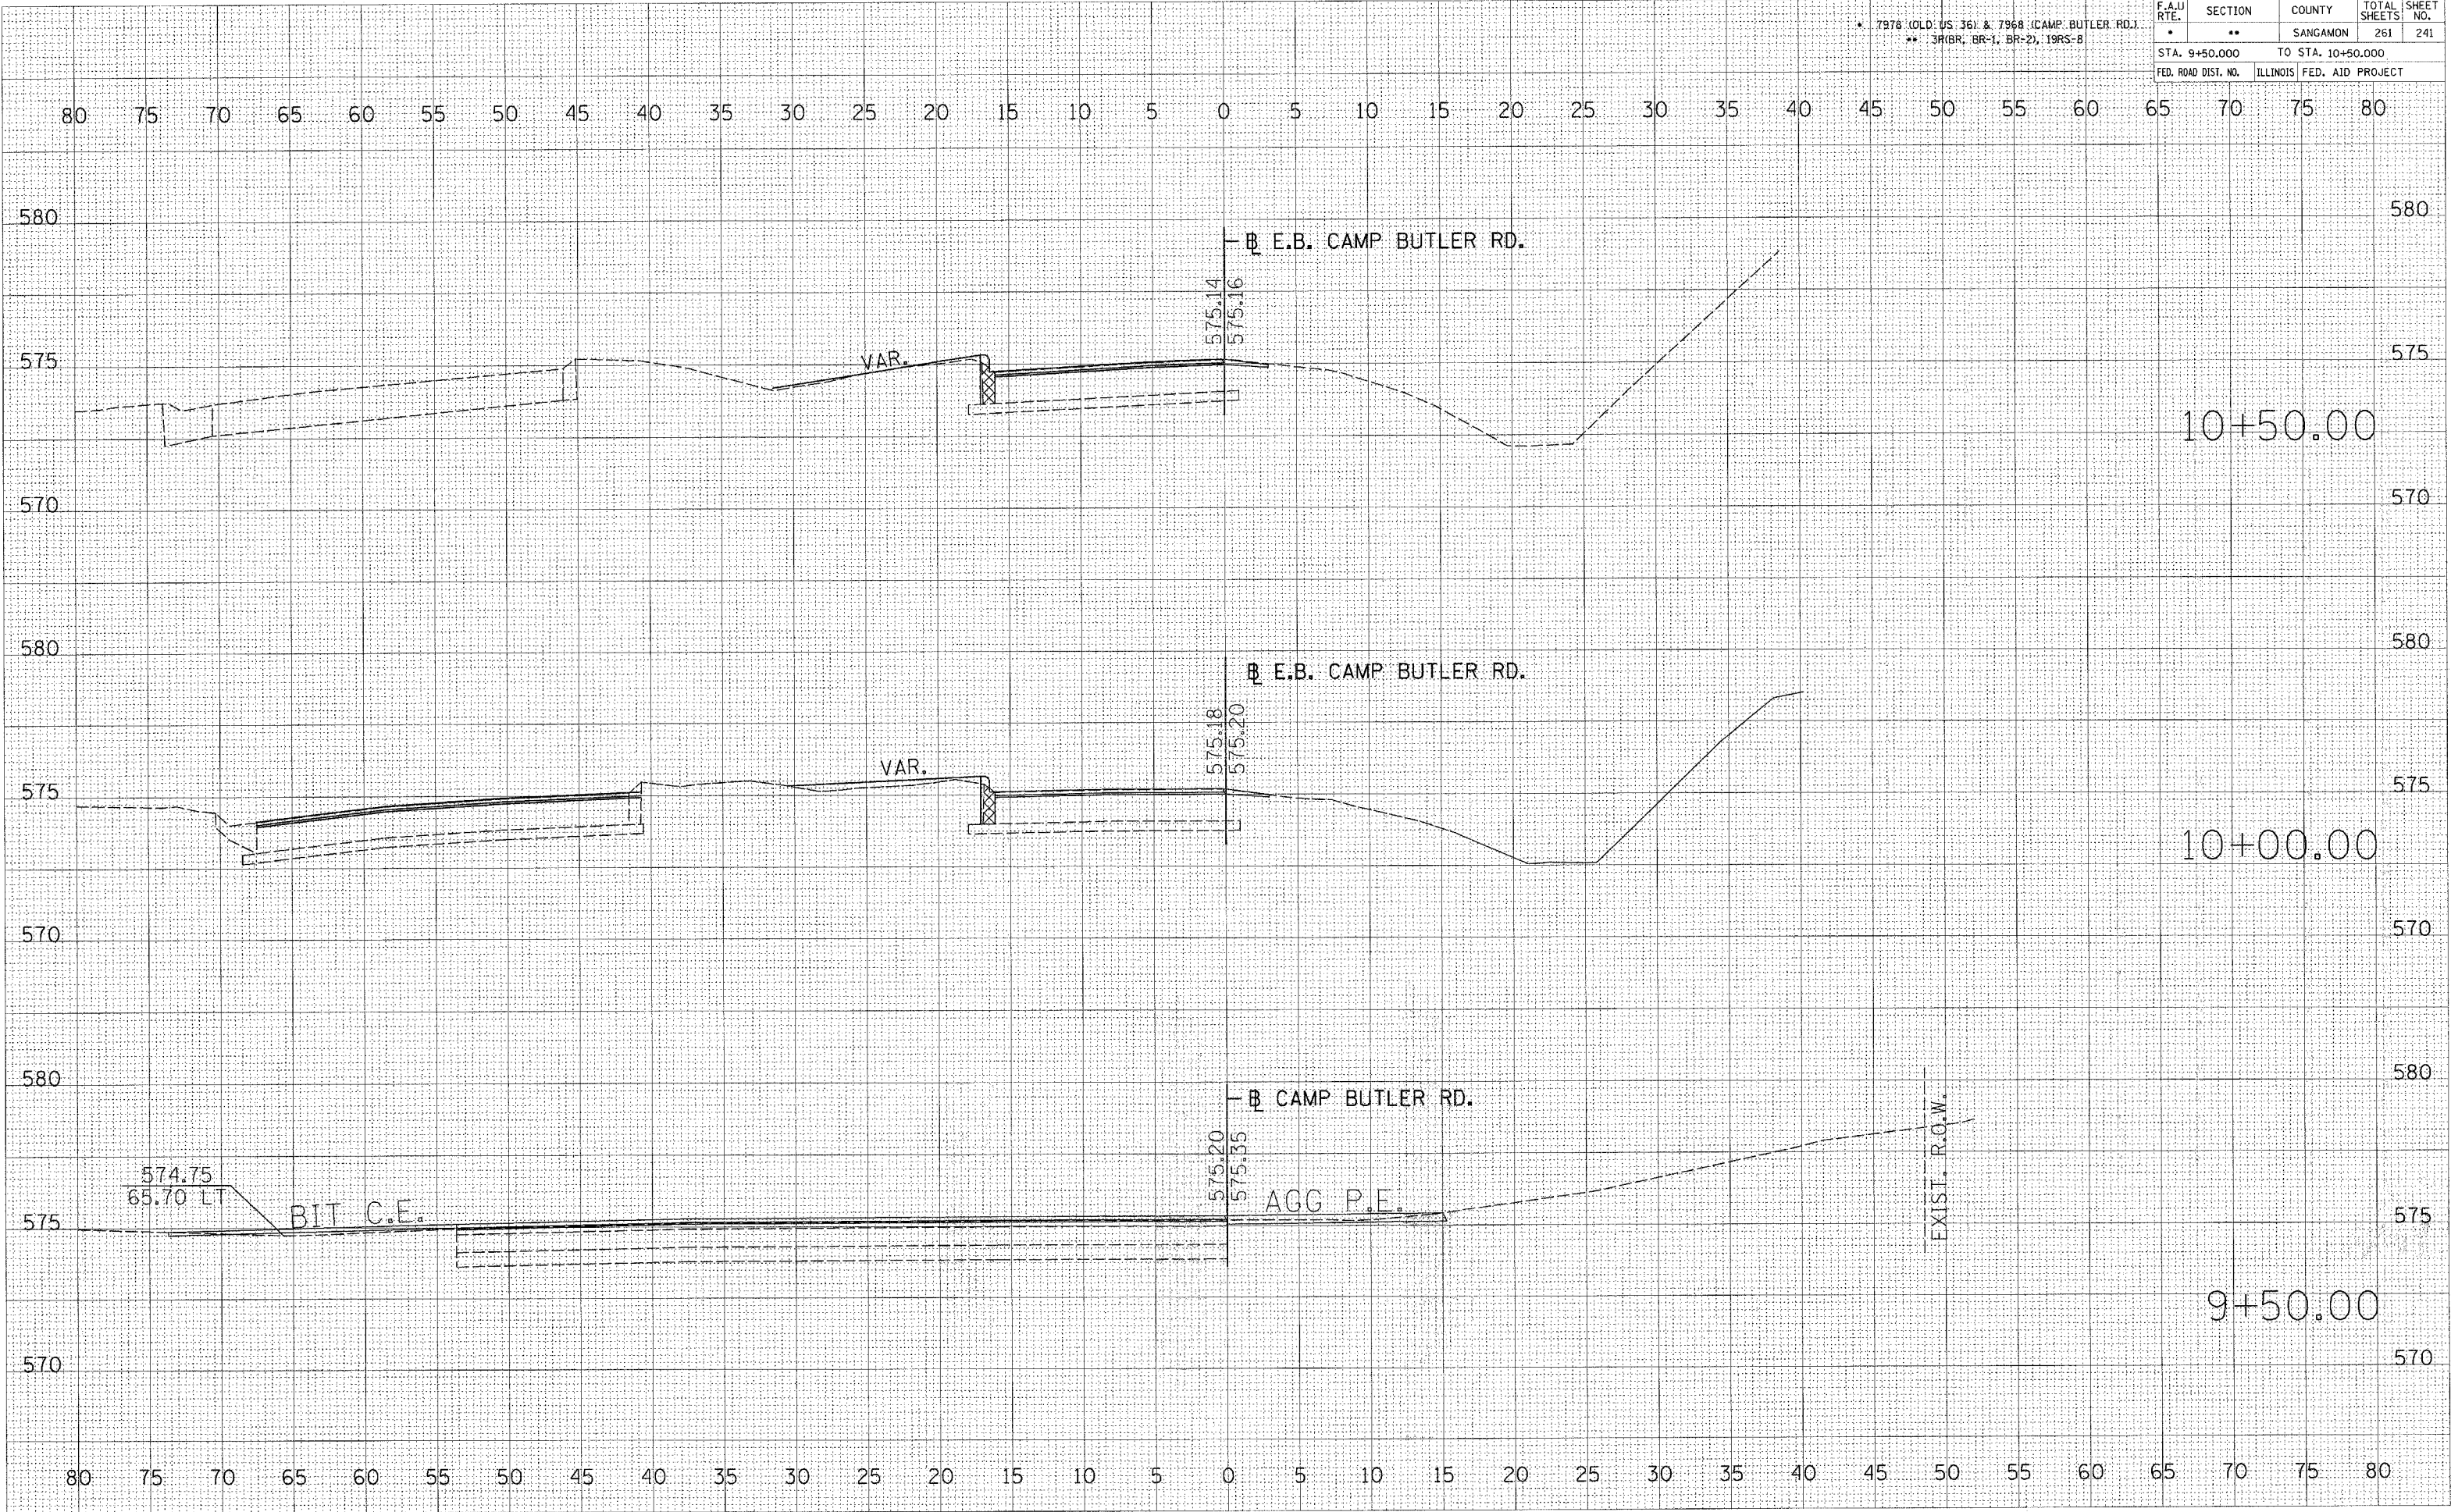 * 7978 (OLD US 36) & 7968 (CAMP BUTLER RD.)
** 3R(BR, BR-1, BR-2), 19RS-8
F.A.U RTE. SECTION COUNTY TOTAL SHEETS SHEET NO.
* ** SANGAMON 261 241
STA. 9+50.000 TO STA. 10+50.000
FED. ROAD DIST. NO. ILLINOIS FED. AID PROJECT
80 75 70 65 60 55 50 45 40 35 30 25 20 15 10 5 0 5 10 15 20 25 30 35 40 45 50 55 60 65 70 75 80
580 580
℄ E.B. CAMP BUTLER RD.
575.14
575.16
575 VAR. 575
10+50.00
570 570
580 580
℄ E.B. CAMP BUTLER RD.
575.18
575.20
VAR.
575 575
10+00.00
570 570
580 580
℄ CAMP BUTLER RD.
575.20
575.35
EXIST. R.O.W.
574.75
65.70 LT
BIT C.E. AGG P.E.
575 575
9+50.00
570 570
80 75 70 65 60 55 50 45 40 35 30 25 20 15 10 5 0 5 10 15 20 25 30 35 40 45 50 55 60 65 70 75 80